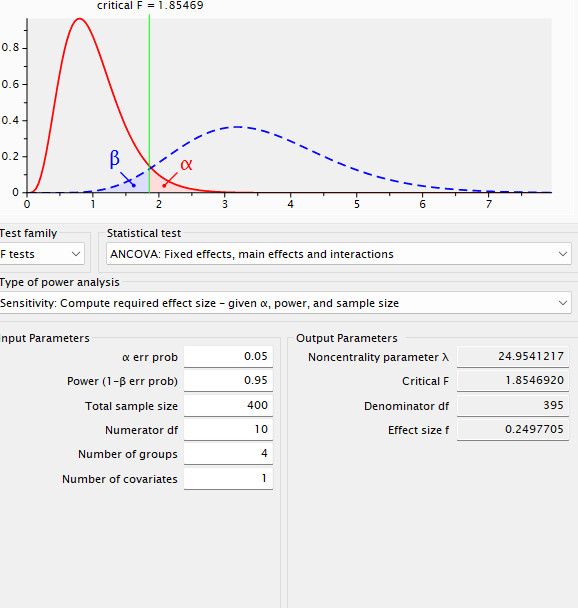 critical F = 1.85469
0.8
0.6
0.4
0.2
0
β
α
0 1 2 3 4 5 6 7
Test family
Statistical test
F tests
ANCOVA: Fixed effects, main effects and interactions
Type of power analysis
Sensitivity: Compute required effect size – given α, power, and sample size
nput Parameters
Output Parameters
α err prob 0.05
Noncentrality parameter λ 24.9541217
Power (1-β err prob) 0.95
Critical F 1.8546920
Total sample size 400
Denominator df 395
Numerator df 10
Effect size f 0.2497705
Number of groups 4
Number of covariates 1